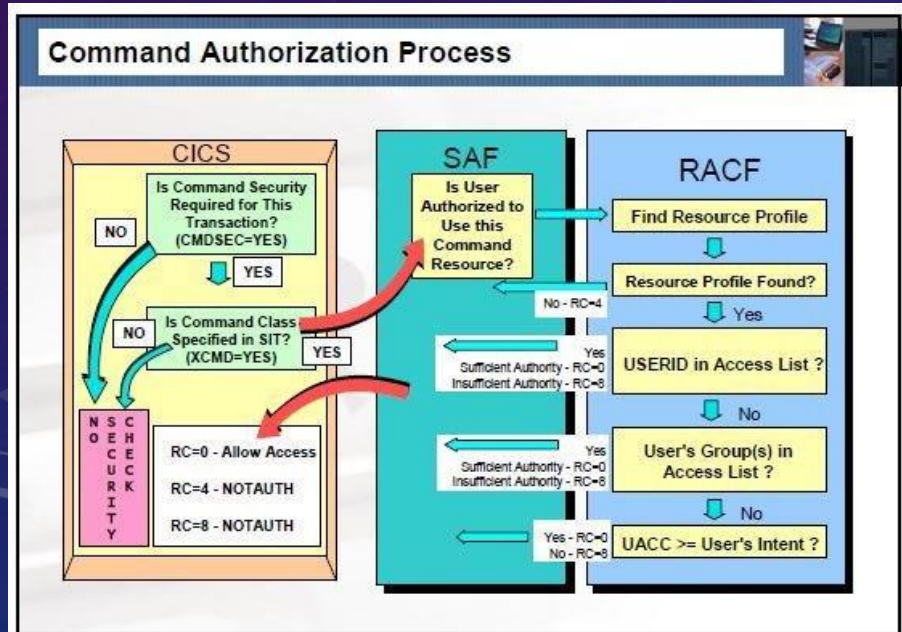 Command Authorization Process
CICS
Is Command Security
Required for This
Transaction?
(CMDSEC=YES)
NO
YES
Is Command Class
Specified in SIT?
(XCMD=YES)
NO
YES
NO
SECURITY
CHECK
RC=0 - Allow Access
RC=4 - NOTAUTH
RC=8 - NOTAUTH
SAF
Is User
Authorized to
Use this
Command
Resource?
No - RC=4
Yes
Sufficient Authority - RC=0
Insufficient Authority - RC=8
Yes
Sufficient Authority - RC=0
Insufficient Authority - RC=8
Yes - RC=0
No - RC=8
RACF
Find Resource Profile
Resource Profile Found?
Yes
USERID in Access List ?
No
User's Group(s) in
Access List ?
No
UACC >= User's Intent ?